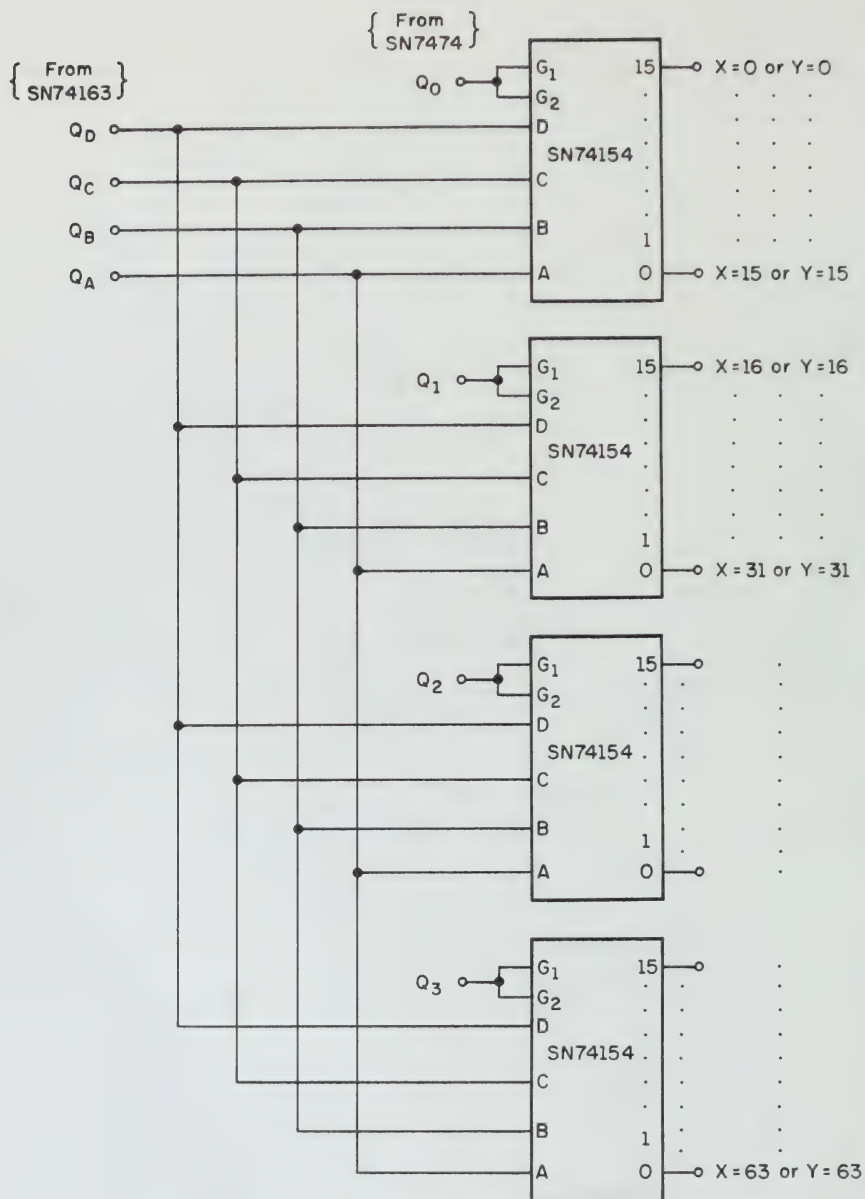 { From SN7474 }
{ From SN74163 }
Q0 G1 15 X=0 or Y=0
G2
QD D
SN74154
QC C
QB B 1
QA A 0 X=15 or Y=15
Q1 G1 15 X=16 or Y=16
G2
D
SN74154
C
B 1
A 0 X=31 or Y=31
Q2 G1 15
G2
D
SN74154
C
B 1
A 0
Q3 G1 15
G2
D
SN74154
C
B 1
A 0 X=63 or Y=63